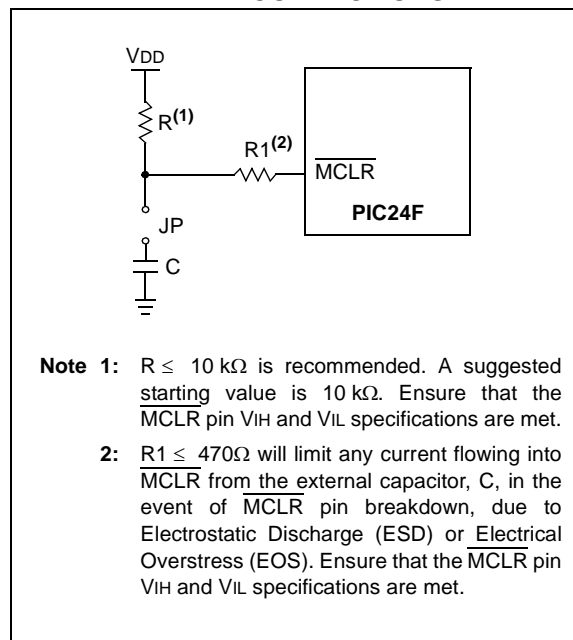 VDD
R(1)
R1(2)
MCLR
PIC24F
JP
C
Note 1: R ≤ 10 kΩ is recommended. A suggested
starting value is 10 kΩ. Ensure that the
MCLR pin VIH and VIL specifications are met.
2: R1 ≤ 470Ω will limit any current flowing into
MCLR from the external capacitor, C, in the
event of MCLR pin breakdown, due to
Electrostatic Discharge (ESD) or Electrical
Overstress (EOS). Ensure that the MCLR pin
VIH and VIL specifications are met.